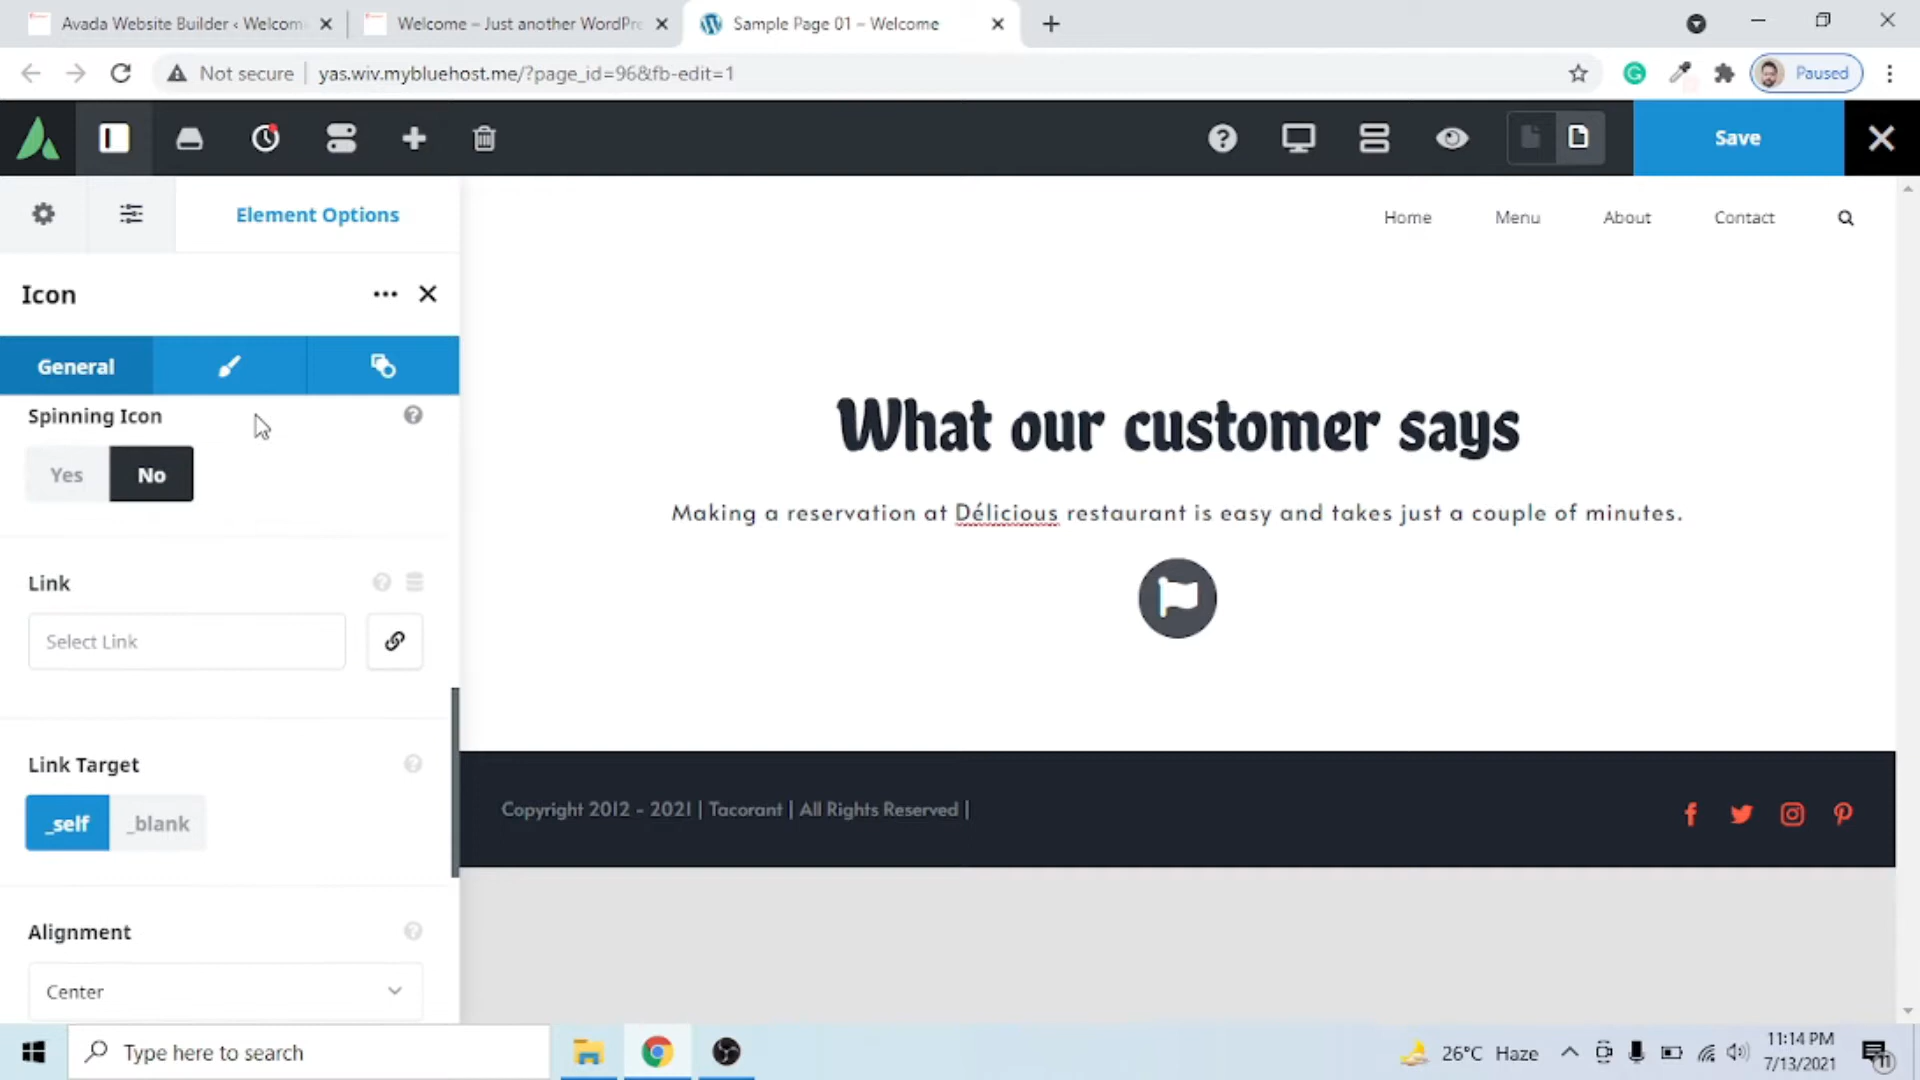 Avada Website Builder ‹ Welcom
Welcome – Just another WordPre
Sample Page 01 – Welcome
Not secure
yas.wiv.mybluehost.me/?page_id=96&fb-edit=1
Paused
Save
Element Options
Home
Menu
About
Contact
Icon
General
Spinning Icon
Yes
No
What our customer says
Making a reservation at Délicious restaurant is easy and takes just a couple of minutes.
Link
Select Link
Link Target
_self
_blank
Copyright 2012 - 2021 | Tacorant | All Rights Reserved |
Alignment
Center
Type here to search
26°C Haze
11:14 PM
7/13/2021
11